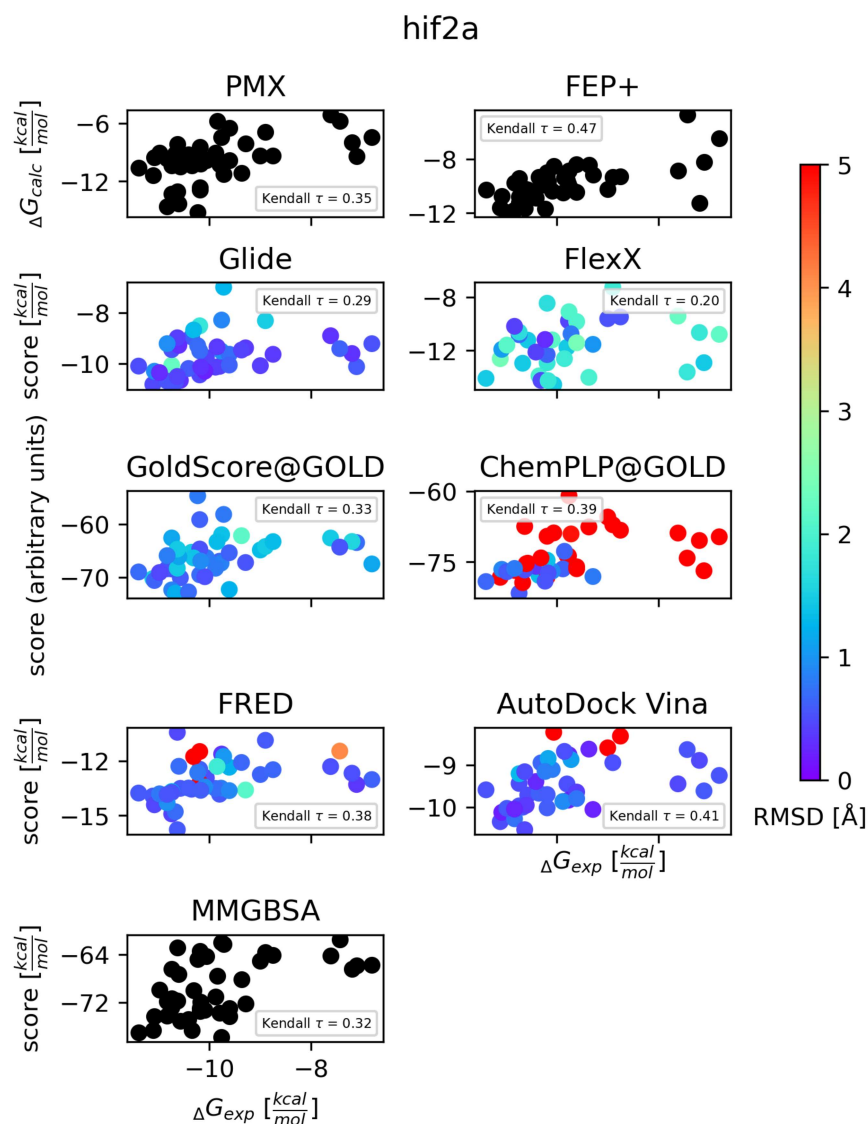 hif2a
PMX
FEP+
ΔG_calc [kcal/mol]
−6
−12
Kendall τ = 0.35
−8
−12
Kendall τ = 0.47
Glide
FlexX
score [kcal/mol]
−8
−10
Kendall τ = 0.29
−8
−12
Kendall τ = 0.20
GoldScore@GOLD
ChemPLP@GOLD
score (arbitrary units)
−60
−70
Kendall τ = 0.33
−60
−75
Kendall τ = 0.39
FRED
AutoDock Vina
score [kcal/mol]
−12
−15
Kendall τ = 0.38
−9
−10
Kendall τ = 0.41
ΔG_exp [kcal/mol]
MMGBSA
score [kcal/mol]
−64
−72
Kendall τ = 0.32
−10
−8
ΔG_exp [kcal/mol]
5
4
3
2
1
0
RMSD [Å]